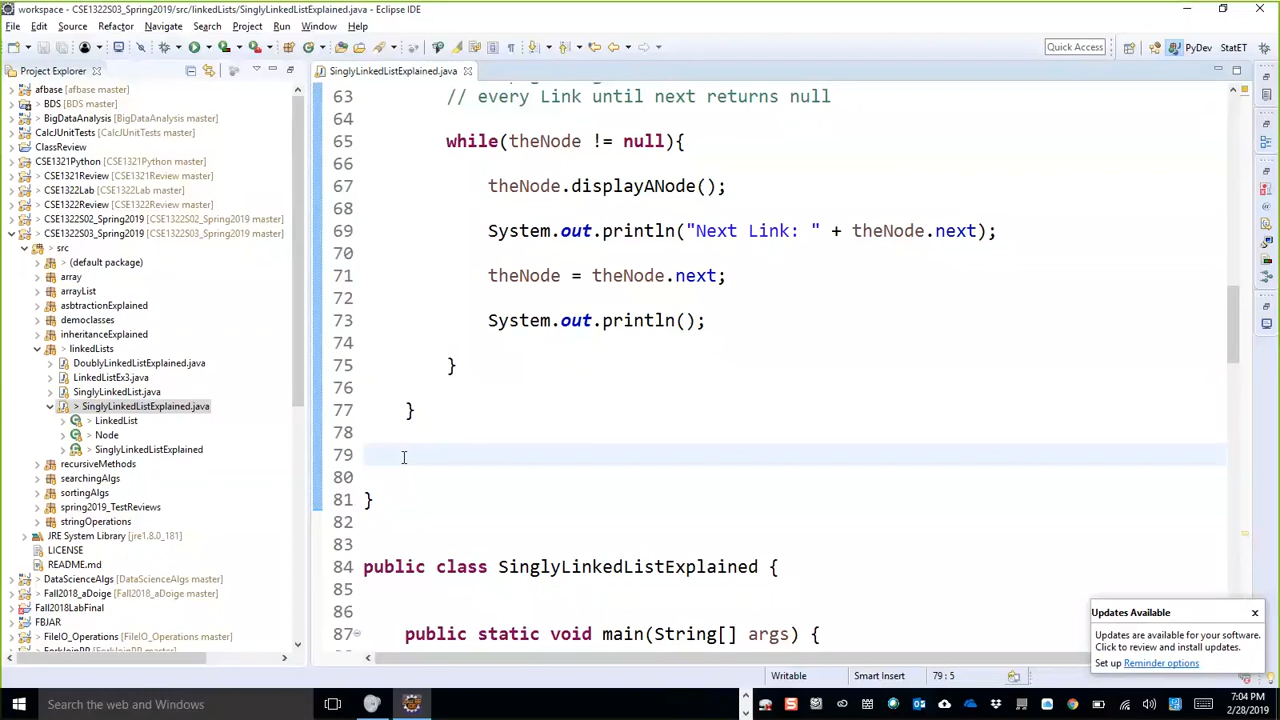 workspace - CSE1322S03_Spring2019/src/linkedLists/SinglyLinkedListExplained.java - Eclipse IDE
File Edit Source Refactor Navigate Search Project Run Window Help
Quick Access PyDev StatET
Project Explorer SinglyLinkedListExplained.java
afbase [afbase master]
> BDS [BDS master]
> BigDataAnalysis [BigDataAnalysis master]
CalcJUnitTests [CalcJUnitTests master]
ClassReview
CSE1321Python [CSE1321Python master]
> CSE1321Review [CSE1321Review master]
> CSE1322Lab [CSE1322Lab master]
> CSE1322Review [CSE1322Review master]
> CSE1322S02_Spring2019 [CSE1322S02_Spring2019 master]
> CSE1322S03_Spring2019 [CSE1322S03_Spring2019 master]
> src
> (default package)
array
> arrayList
asbtractionExplained
democlasses
inheritanceExplained
> linkedLists
DoublyLinkedListExplained.java
LinkedListEx3.java
SinglyLinkedList.java
> SinglyLinkedListExplained.java
> LinkedList
> Node
> SinglyLinkedListExplained
recursiveMethods
searchingAlgs
sortingAlgs
spring2019_TestReviews
stringOperations
JRE System Library [jre1.8.0_181]
LICENSE
README.md
> DataScienceAlgs [DataScienceAlgs master]
> Fall2018_aDoige [Fall2018_aDoige master]
Fall2018LabFinal
FBJAR
> FileIO_Operations [FileIO_Operations master]
63 // every Link until next returns null
64
65 while(theNode != null){
66
67 theNode.displayANode();
68
69 System.out.println("Next Link: " + theNode.next);
70
71 theNode = theNode.next;
72
73 System.out.println();
74
75 }
76
77 }
78
79
80
81 }
82
83
84 public class SinglyLinkedListExplained {
85
86
87 public static void main(String[] args) {
Updates Available
Updates are available for your software.
Click to review and install updates.
Set up Reminder options
Writable Smart Insert 79 : 5
Search the web and Windows
7:04 PM
2/28/2019